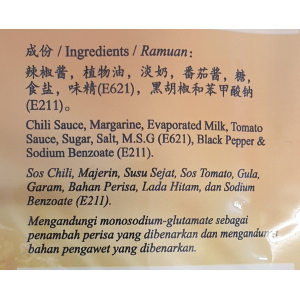 成份 / Ingredients / Ramuan:
辣椒酱，植物油，淡奶，番茄酱，糖，
食盐，味精(E621)，黑胡椒和苯甲酸钠
(E211)。
Chili Sauce, Margarine, Evaporated Milk, Tomato
Sauce, Sugar, Salt, M.S.G (E621), Black Pepper &
Sodium Benzoate (E211).
Sos Chili, Majerin, Susu Sejat, Sos Tomato, Gula,
Garam, Bahan Perisa, Lada Hitam, dan Sodium
Benzoate (E211).
Mengandungi monosodium-glutamate sebagai
penambah perisa yang dibenarkan dan mengandungi
bahan pengawet yang dibenarkan.